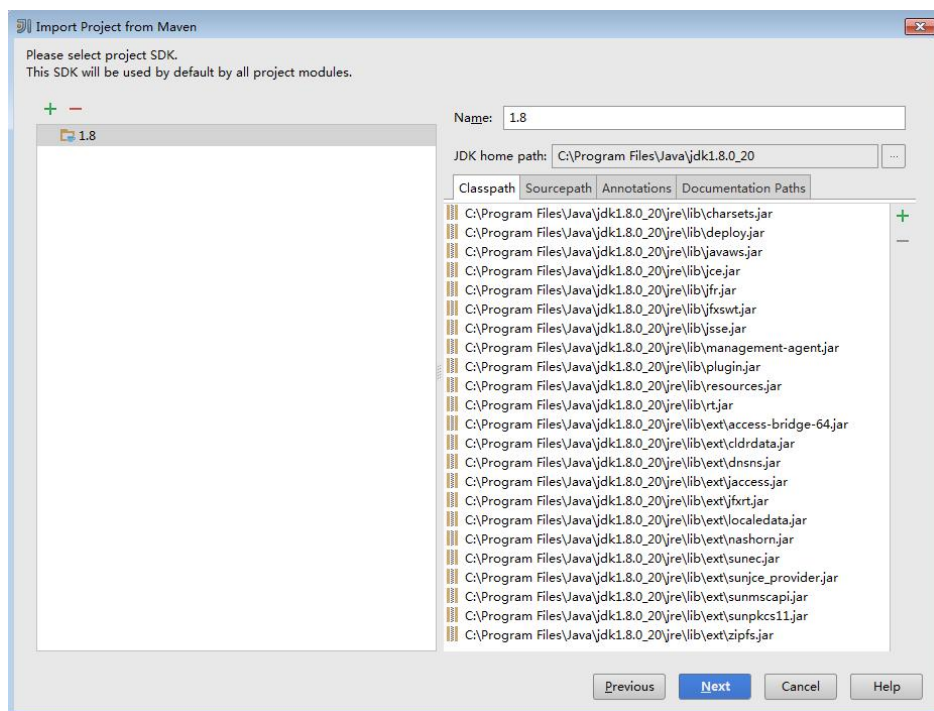 Import Project from Maven
Please select project SDK.
This SDK will be used by default by all project modules.
1.8
Name: 1.8
JDK home path: C:\Program Files\Java\jdk1.8.0_20 ...
Classpath Sourcepath Annotations Documentation Paths
C:\Program Files\Java\jdk1.8.0_20\jre\lib\charsets.jar
C:\Program Files\Java\jdk1.8.0_20\jre\lib\deploy.jar
C:\Program Files\Java\jdk1.8.0_20\jre\lib\javaws.jar
C:\Program Files\Java\jdk1.8.0_20\jre\lib\jce.jar
C:\Program Files\Java\jdk1.8.0_20\jre\lib\jfr.jar
C:\Program Files\Java\jdk1.8.0_20\jre\lib\jfxswt.jar
C:\Program Files\Java\jdk1.8.0_20\jre\lib\jsse.jar
C:\Program Files\Java\jdk1.8.0_20\jre\lib\management-agent.jar
C:\Program Files\Java\jdk1.8.0_20\jre\lib\plugin.jar
C:\Program Files\Java\jdk1.8.0_20\jre\lib\resources.jar
C:\Program Files\Java\jdk1.8.0_20\jre\lib\rt.jar
C:\Program Files\Java\jdk1.8.0_20\jre\lib\ext\access-bridge-64.jar
C:\Program Files\Java\jdk1.8.0_20\jre\lib\ext\cldrdata.jar
C:\Program Files\Java\jdk1.8.0_20\jre\lib\ext\dnsns.jar
C:\Program Files\Java\jdk1.8.0_20\jre\lib\ext\jaccess.jar
C:\Program Files\Java\jdk1.8.0_20\jre\lib\ext\jfxrt.jar
C:\Program Files\Java\jdk1.8.0_20\jre\lib\ext\localedata.jar
C:\Program Files\Java\jdk1.8.0_20\jre\lib\ext\nashorn.jar
C:\Program Files\Java\jdk1.8.0_20\jre\lib\ext\sunec.jar
C:\Program Files\Java\jdk1.8.0_20\jre\lib\ext\sunjce_provider.jar
C:\Program Files\Java\jdk1.8.0_20\jre\lib\ext\sunmscapi.jar
C:\Program Files\Java\jdk1.8.0_20\jre\lib\ext\sunpkcs11.jar
C:\Program Files\Java\jdk1.8.0_20\jre\lib\ext\zipfs.jar
Previous Next Cancel Help